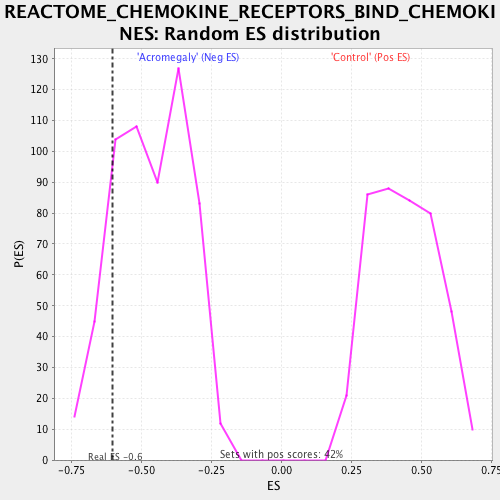 REACTOME_CHEMOKINE_RECEPTORS_BIND_CHEMOKI
NES: Random ES distribution
'Acromegaly' (Neg ES) 'Control' (Pos ES)
130
120
110
100
90
80
70
60
50
40
30
20
10
0
P(ES)
Real ES -0.6 Sets with pos scores: 42%
-0.75 -0.50 -0.25 0.00 0.25 0.50 0.75
ES